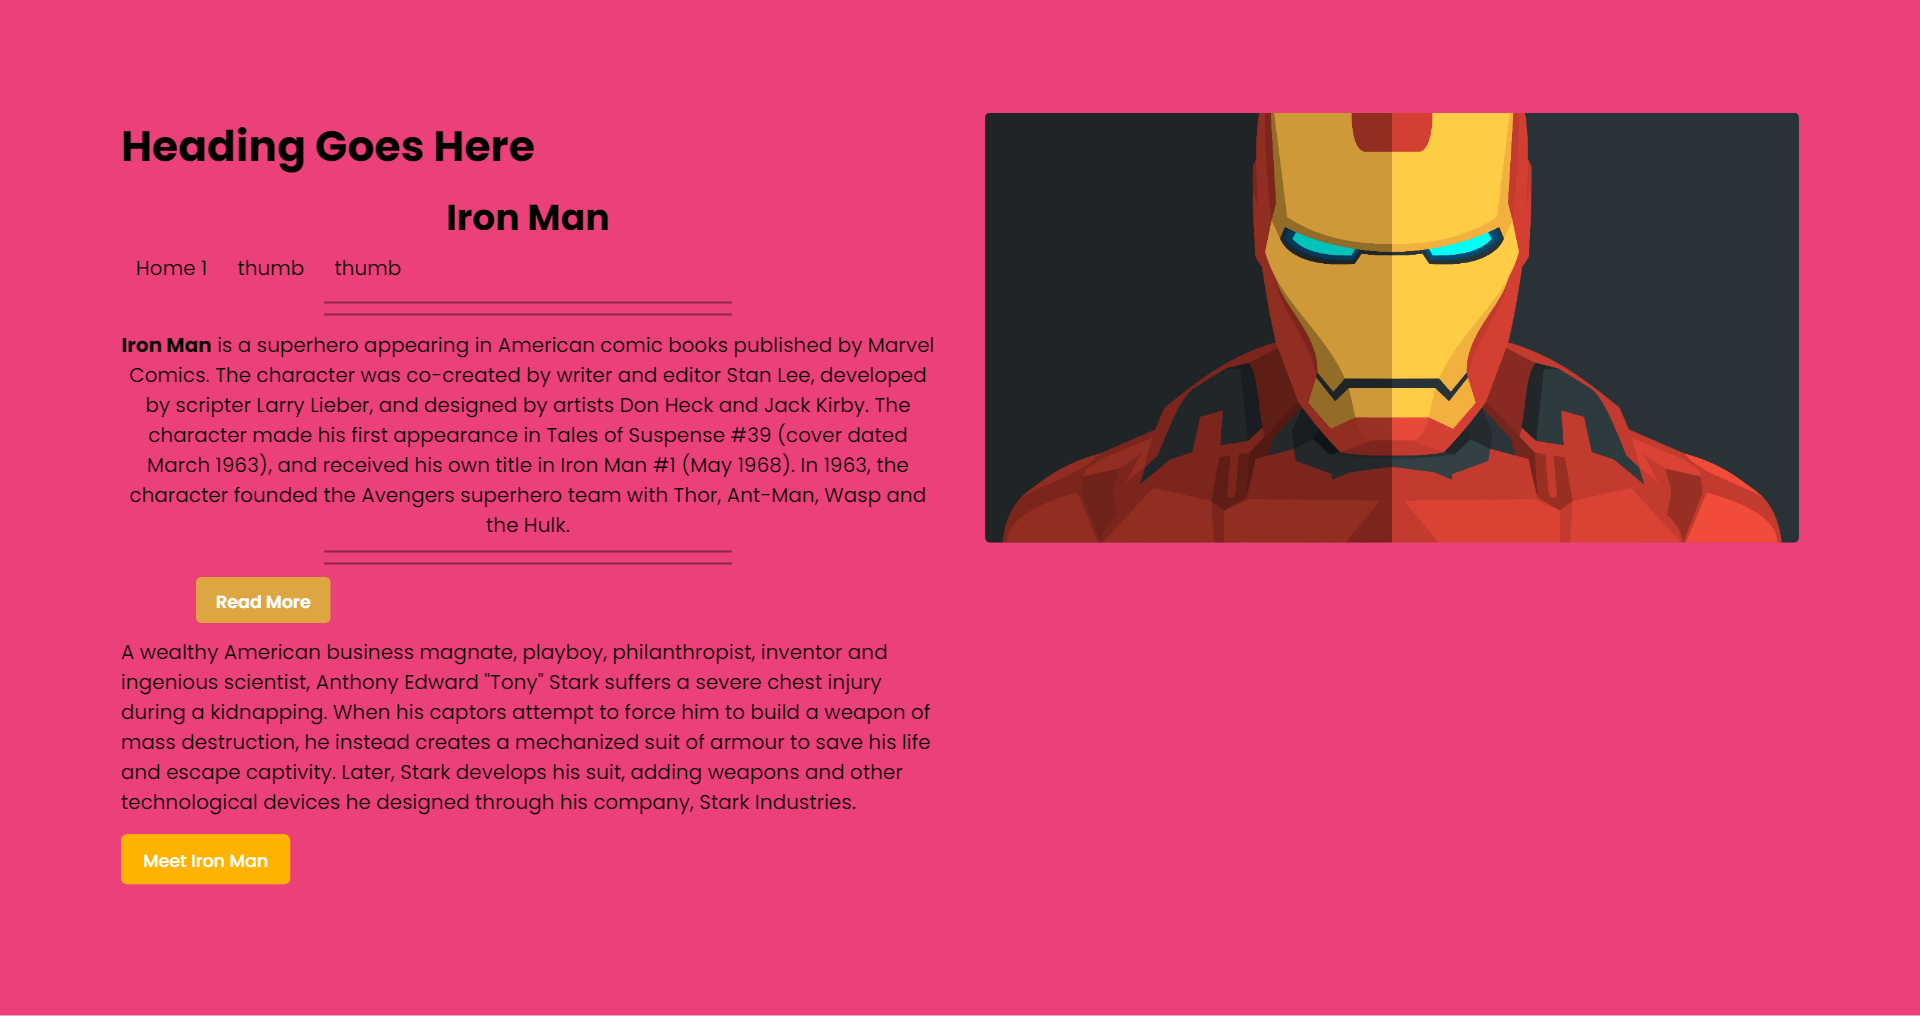 Heading Goes Here
Iron Man
Home 1 thumb thumb
Iron Man is a superhero appearing in American comic books published by Marvel
Comics. The character was co-created by writer and editor Stan Lee, developed
by scripter Larry Lieber, and designed by artists Don Heck and Jack Kirby. The
character made his first appearance in Tales of Suspense #39 (cover dated
March 1963), and received his own title in Iron Man #1 (May 1968). In 1963, the
character founded the Avengers superhero team with Thor, Ant-Man, Wasp and
the Hulk.
Read More
A wealthy American business magnate, playboy, philanthropist, inventor and
ingenious scientist, Anthony Edward "Tony" Stark suffers a severe chest injury
during a kidnapping. When his captors attempt to force him to build a weapon of
mass destruction, he instead creates a mechanized suit of armour to save his life
and escape captivity. Later, Stark develops his suit, adding weapons and other
technological devices he designed through his company, Stark Industries.
Meet Iron Man